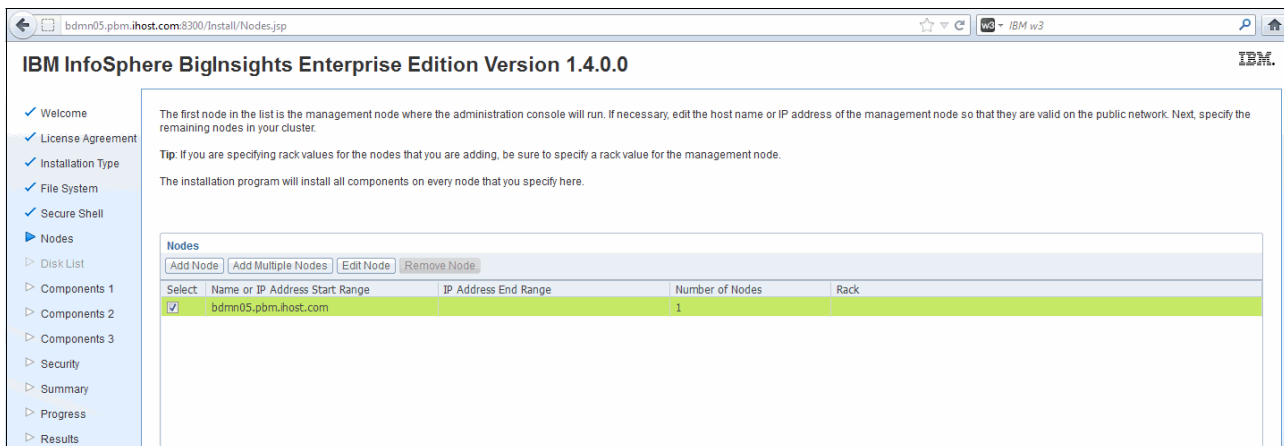 bdmn05.pbm.ihost.com:8300/Install/Nodes.jsp
w3 - IBM w3
IBM InfoSphere BigInsights Enterprise Edition Version 1.4.0.0
IBM.
Welcome
License Agreement
Installation Type
File System
Secure Shell
Nodes
Disk List
Components 1
Components 2
Components 3
Security
Summary
Progress
Results
The first node in the list is the management node where the administration console will run. If necessary, edit the host name or IP address of the management node so that they are valid on the public network. Next, specify the
remaining nodes in your cluster.
Tip: If you are specifying rack values for the nodes that you are adding, be sure to specify a rack value for the management node.
The installation program will install all components on every node that you specify here.
Nodes
Add Node Add Multiple Nodes Edit Node Remove Node
Select Name or IP Address Start Range IP Address End Range Number of Nodes Rack
bdmn05.pbm.ihost.com 1